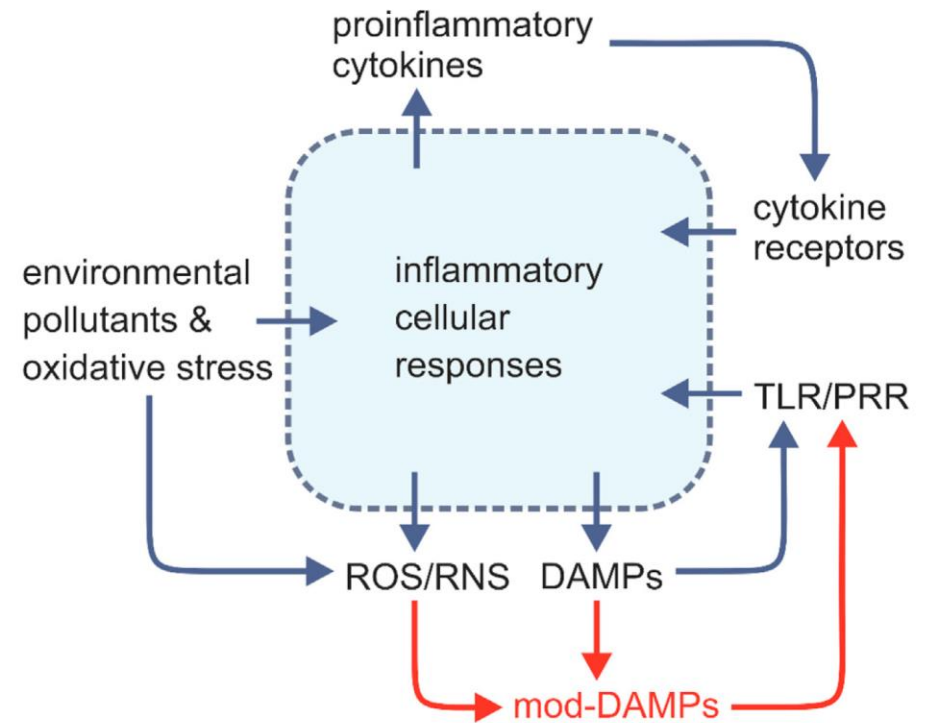 proinflammatory
cytokines
cytokine
receptors
environmental
pollutants &
oxidative stress
inflammatory
cellular
responses
TLR/PRR
ROS/RNS
DAMPs
mod-DAMPs